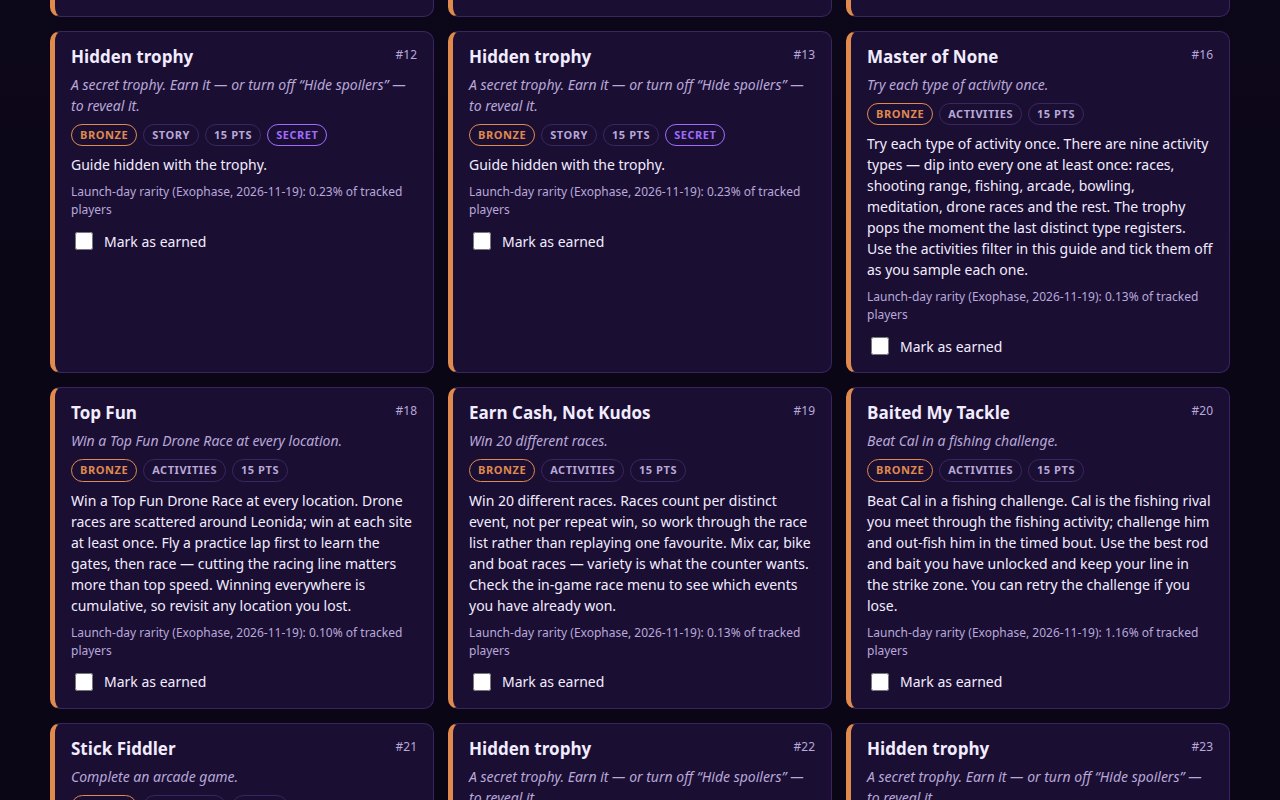 Hidden trophy
#12
A secret trophy. Earn it — or turn off “Hide spoilers” —
to reveal it.
BRONZE
STORY
15 PTS
SECRET
Guide hidden with the trophy.
Launch-day rarity (Exophase, 2026-11-19): 0.23% of tracked
players
Mark as earned
Hidden trophy
#13
A secret trophy. Earn it — or turn off “Hide spoilers” —
to reveal it.
BRONZE
STORY
15 PTS
SECRET
Guide hidden with the trophy.
Launch-day rarity (Exophase, 2026-11-19): 0.23% of tracked
players
Mark as earned
Master of None
#16
Try each type of activity once.
BRONZE
ACTIVITIES
15 PTS
Try each type of activity once. There are nine activity
types — dip into every one at least once: races,
shooting range, fishing, arcade, bowling,
meditation, drone races and the rest. The trophy
pops the moment the last distinct type registers.
Use the activities filter in this guide and tick them off
as you sample each one.
Launch-day rarity (Exophase, 2026-11-19): 0.13% of tracked
players
Mark as earned
Top Fun
#18
Win a Top Fun Drone Race at every location.
BRONZE
ACTIVITIES
15 PTS
Win a Top Fun Drone Race at every location. Drone
races are scattered around Leonida; win at each site
at least once. Fly a practice lap first to learn the
gates, then race — cutting the racing line matters
more than top speed. Winning everywhere is
cumulative, so revisit any location you lost.
Launch-day rarity (Exophase, 2026-11-19): 0.10% of tracked
players
Mark as earned
Earn Cash, Not Kudos
#19
Win 20 different races.
BRONZE
ACTIVITIES
15 PTS
Win 20 different races. Races count per distinct
event, not per repeat win, so work through the race
list rather than replaying one favourite. Mix car, bike
and boat races — variety is what the counter wants.
Check the in-game race menu to see which events
you have already won.
Launch-day rarity (Exophase, 2026-11-19): 0.13% of tracked
players
Mark as earned
Baited My Tackle
#20
Beat Cal in a fishing challenge.
BRONZE
ACTIVITIES
15 PTS
Beat Cal in a fishing challenge. Cal is the fishing rival
you meet through the fishing activity; challenge him
and out-fish him in the timed bout. Use the best rod
and bait you have unlocked and keep your line in
the strike zone. You can retry the challenge if you
lose.
Launch-day rarity (Exophase, 2026-11-19): 1.16% of tracked
players
Mark as earned
Stick Fiddler
#21
Complete an arcade game.
Hidden trophy
#22
A secret trophy. Earn it — or turn off “Hide spoilers” —
to reveal it.
Hidden trophy
#23
A secret trophy. Earn it — or turn off “Hide spoilers” —
to reveal it.